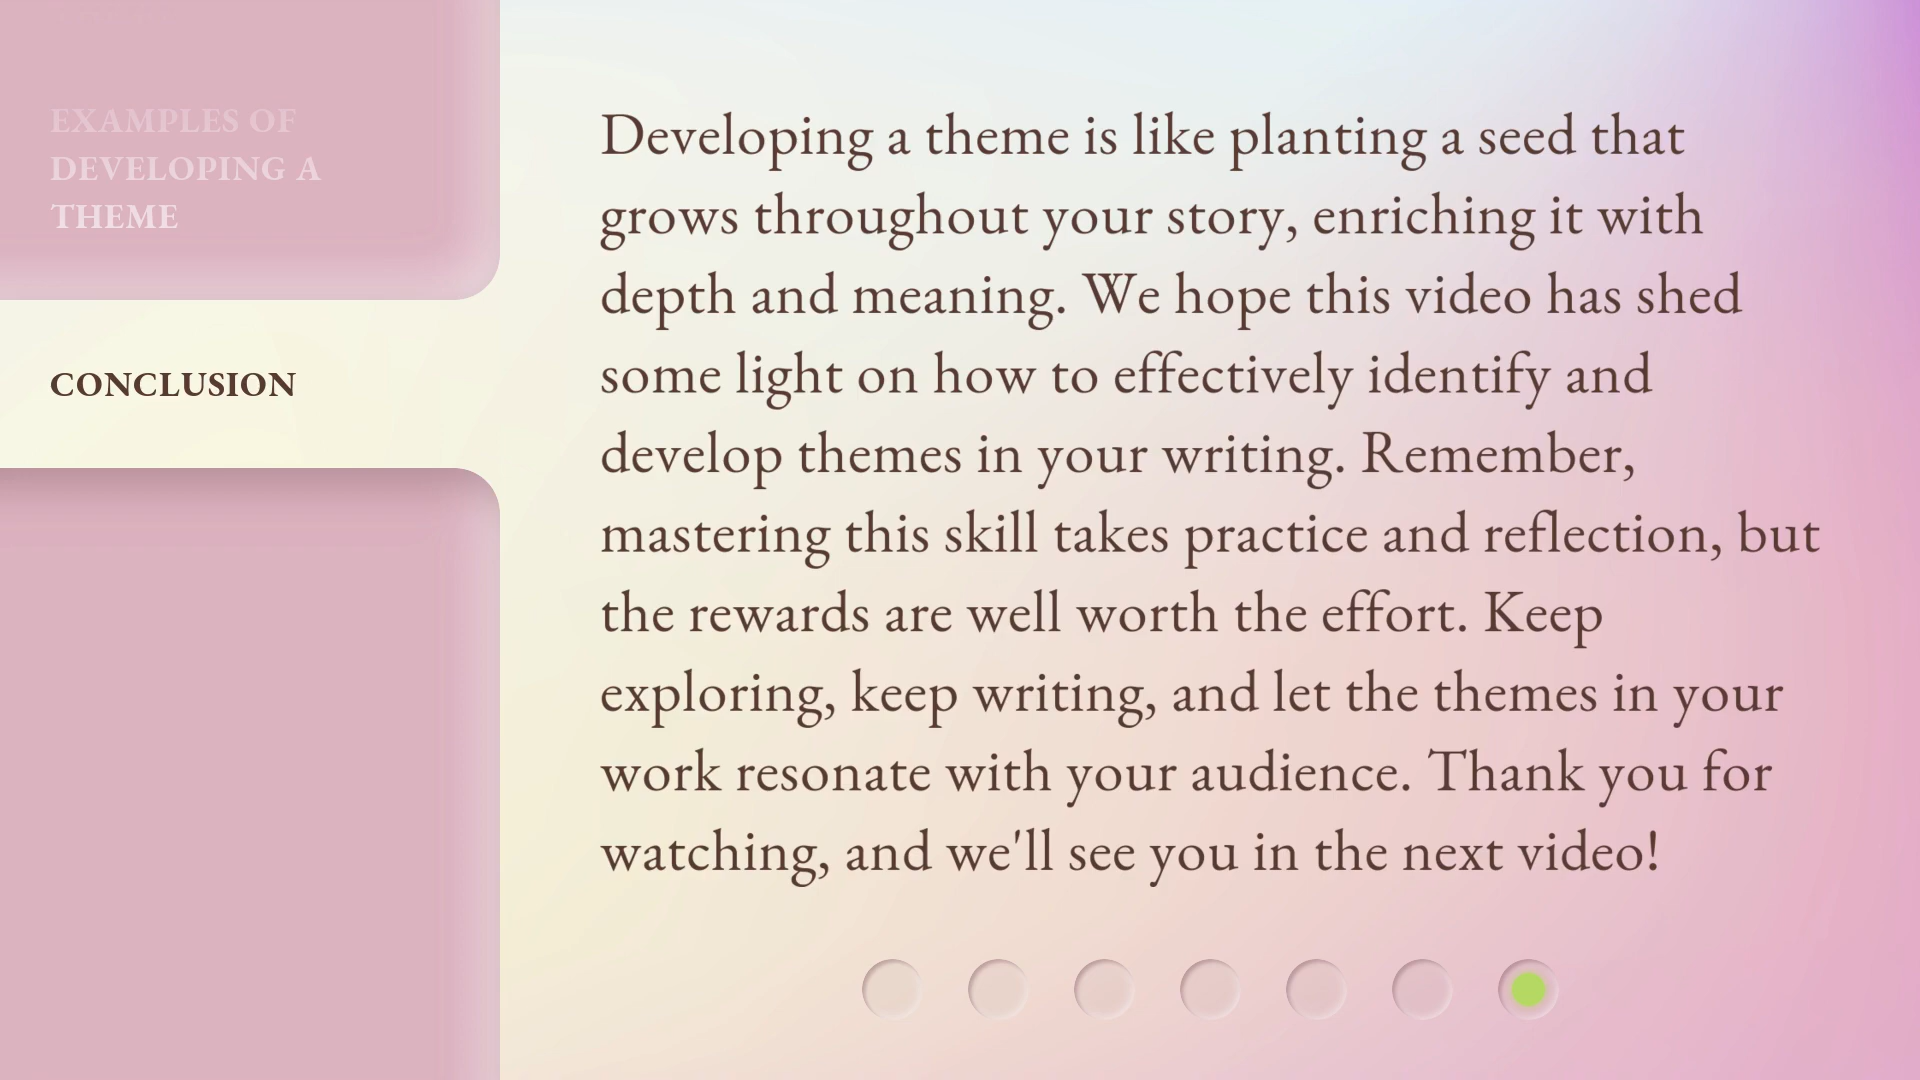 EXAMPLES OF
DEVELOPING A
THEME
CONCLUSION
Developing a theme is like planting a seed that
grows throughout your story, enriching it with
depth and meaning. We hope this video has shed
some light on how to effectively identify and
develop themes in your writing. Remember,
mastering this skill takes practice and reflection, but
the rewards are well worth the effort. Keep
exploring, keep writing, and let the themes in your
work resonate with your audience. Thank you for
watching, and we'll see you in the next video!